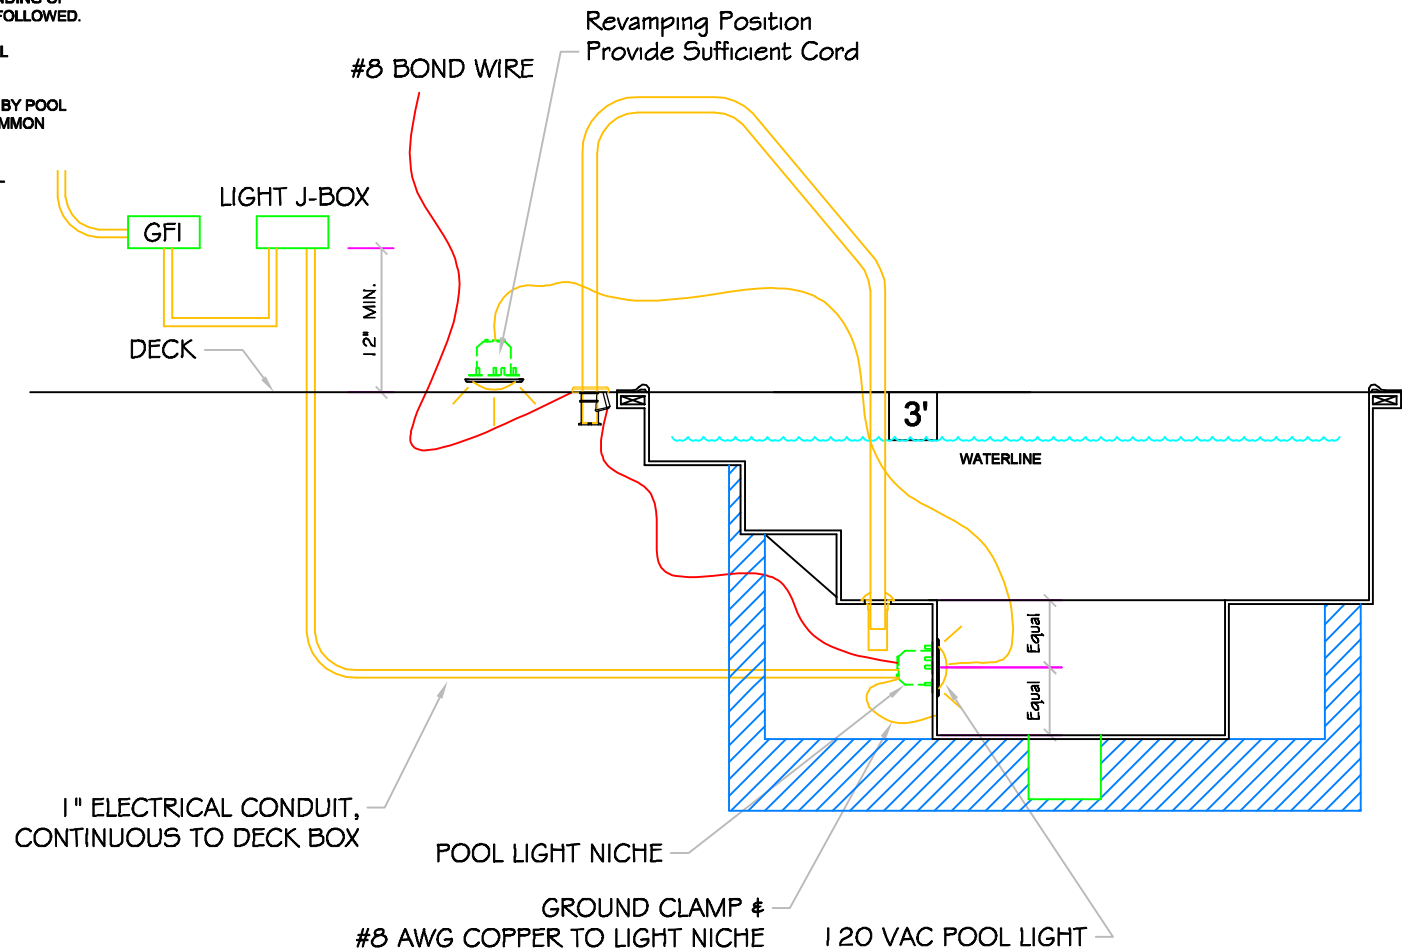 FOLLOWED.
BY POOL
Revamping Position
Provide Sufficient Cord
#8 BOND WIRE
LIGHT J-BOX
GFI
12" MIN.
DECK
3'
WATERLINE
Equal
Equal
1" ELECTRICAL CONDUIT,
CONTINUOUS TO DECK BOX
POOL LIGHT NICHE
GROUND CLAMP &
#8 AWG COPPER TO LIGHT NICHE
120 VAC POOL LIGHT